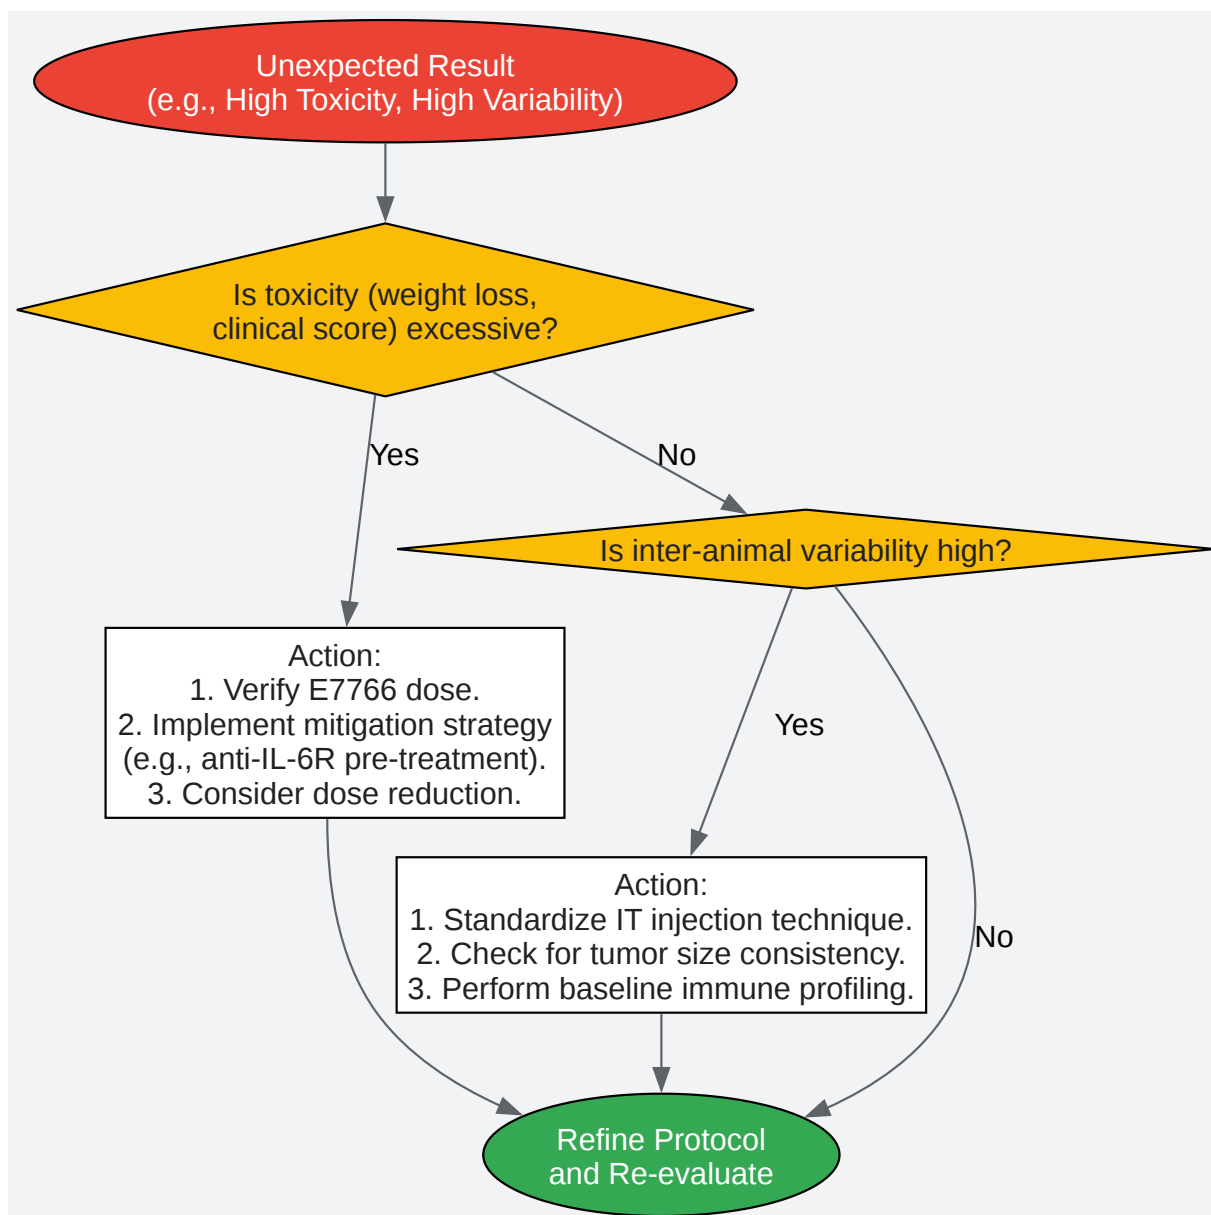 Unexpected Result
(e.g., High Toxicity, High Variability)
Is toxicity (weight loss,
clinical score) excessive?
Yes
No
Is inter-animal variability high?
Action:
1. Verify E7766 dose.
2. Implement mitigation strategy
(e.g., anti-IL-6R pre-treatment).
3. Consider dose reduction.
Yes
Action:
1. Standardize IT injection technique.
2. Check for tumor size consistency.
3. Perform baseline immune profiling.
No
Refine Protocol
and Re-evaluate